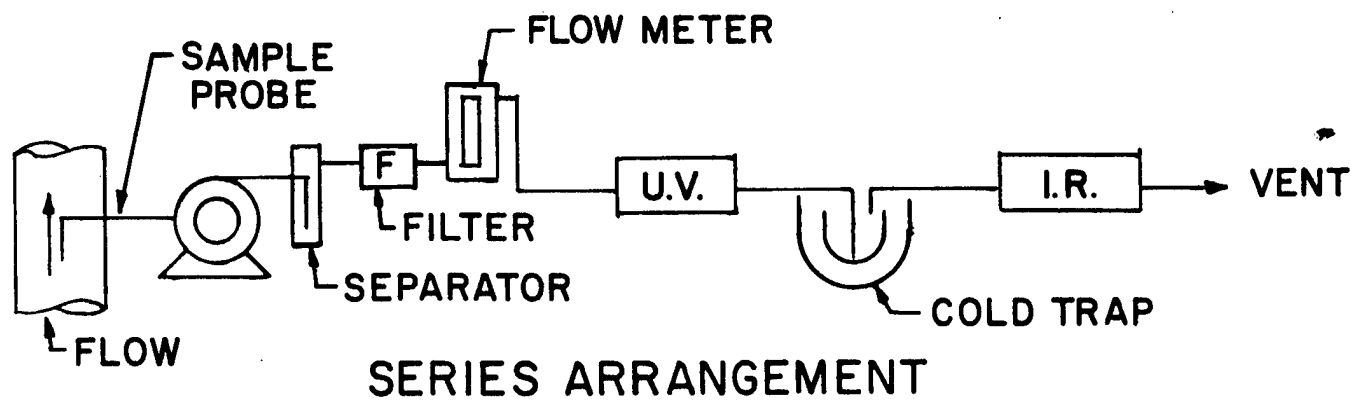 FLOW METER
SAMPLE
PROBE
F
U.V.
I.R.
VENT
FILTER
SEPARATOR
COLD TRAP
FLOW
SERIES ARRANGEMENT